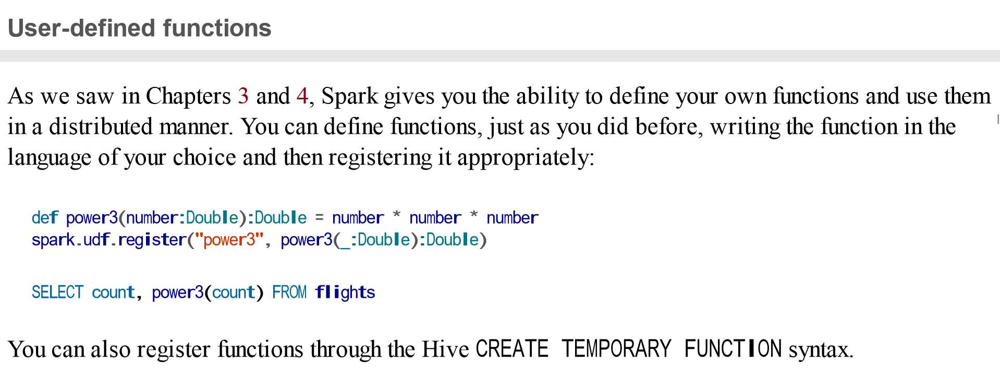 User-defined functions
As we saw in Chapters 3 and 4, Spark gives you the ability to define your own functions and use them
in a distributed manner. You can define functions, just as you did before, writing the function in the
language of your choice and then registering it appropriately:
def power3(number:Double):Double = number * number * number
spark.udf.register("power3", power3(_:Double):Double)
SELECT count, power3(count) FROM flights
You can also register functions through the Hive CREATE TEMPORARY FUNCTION syntax.